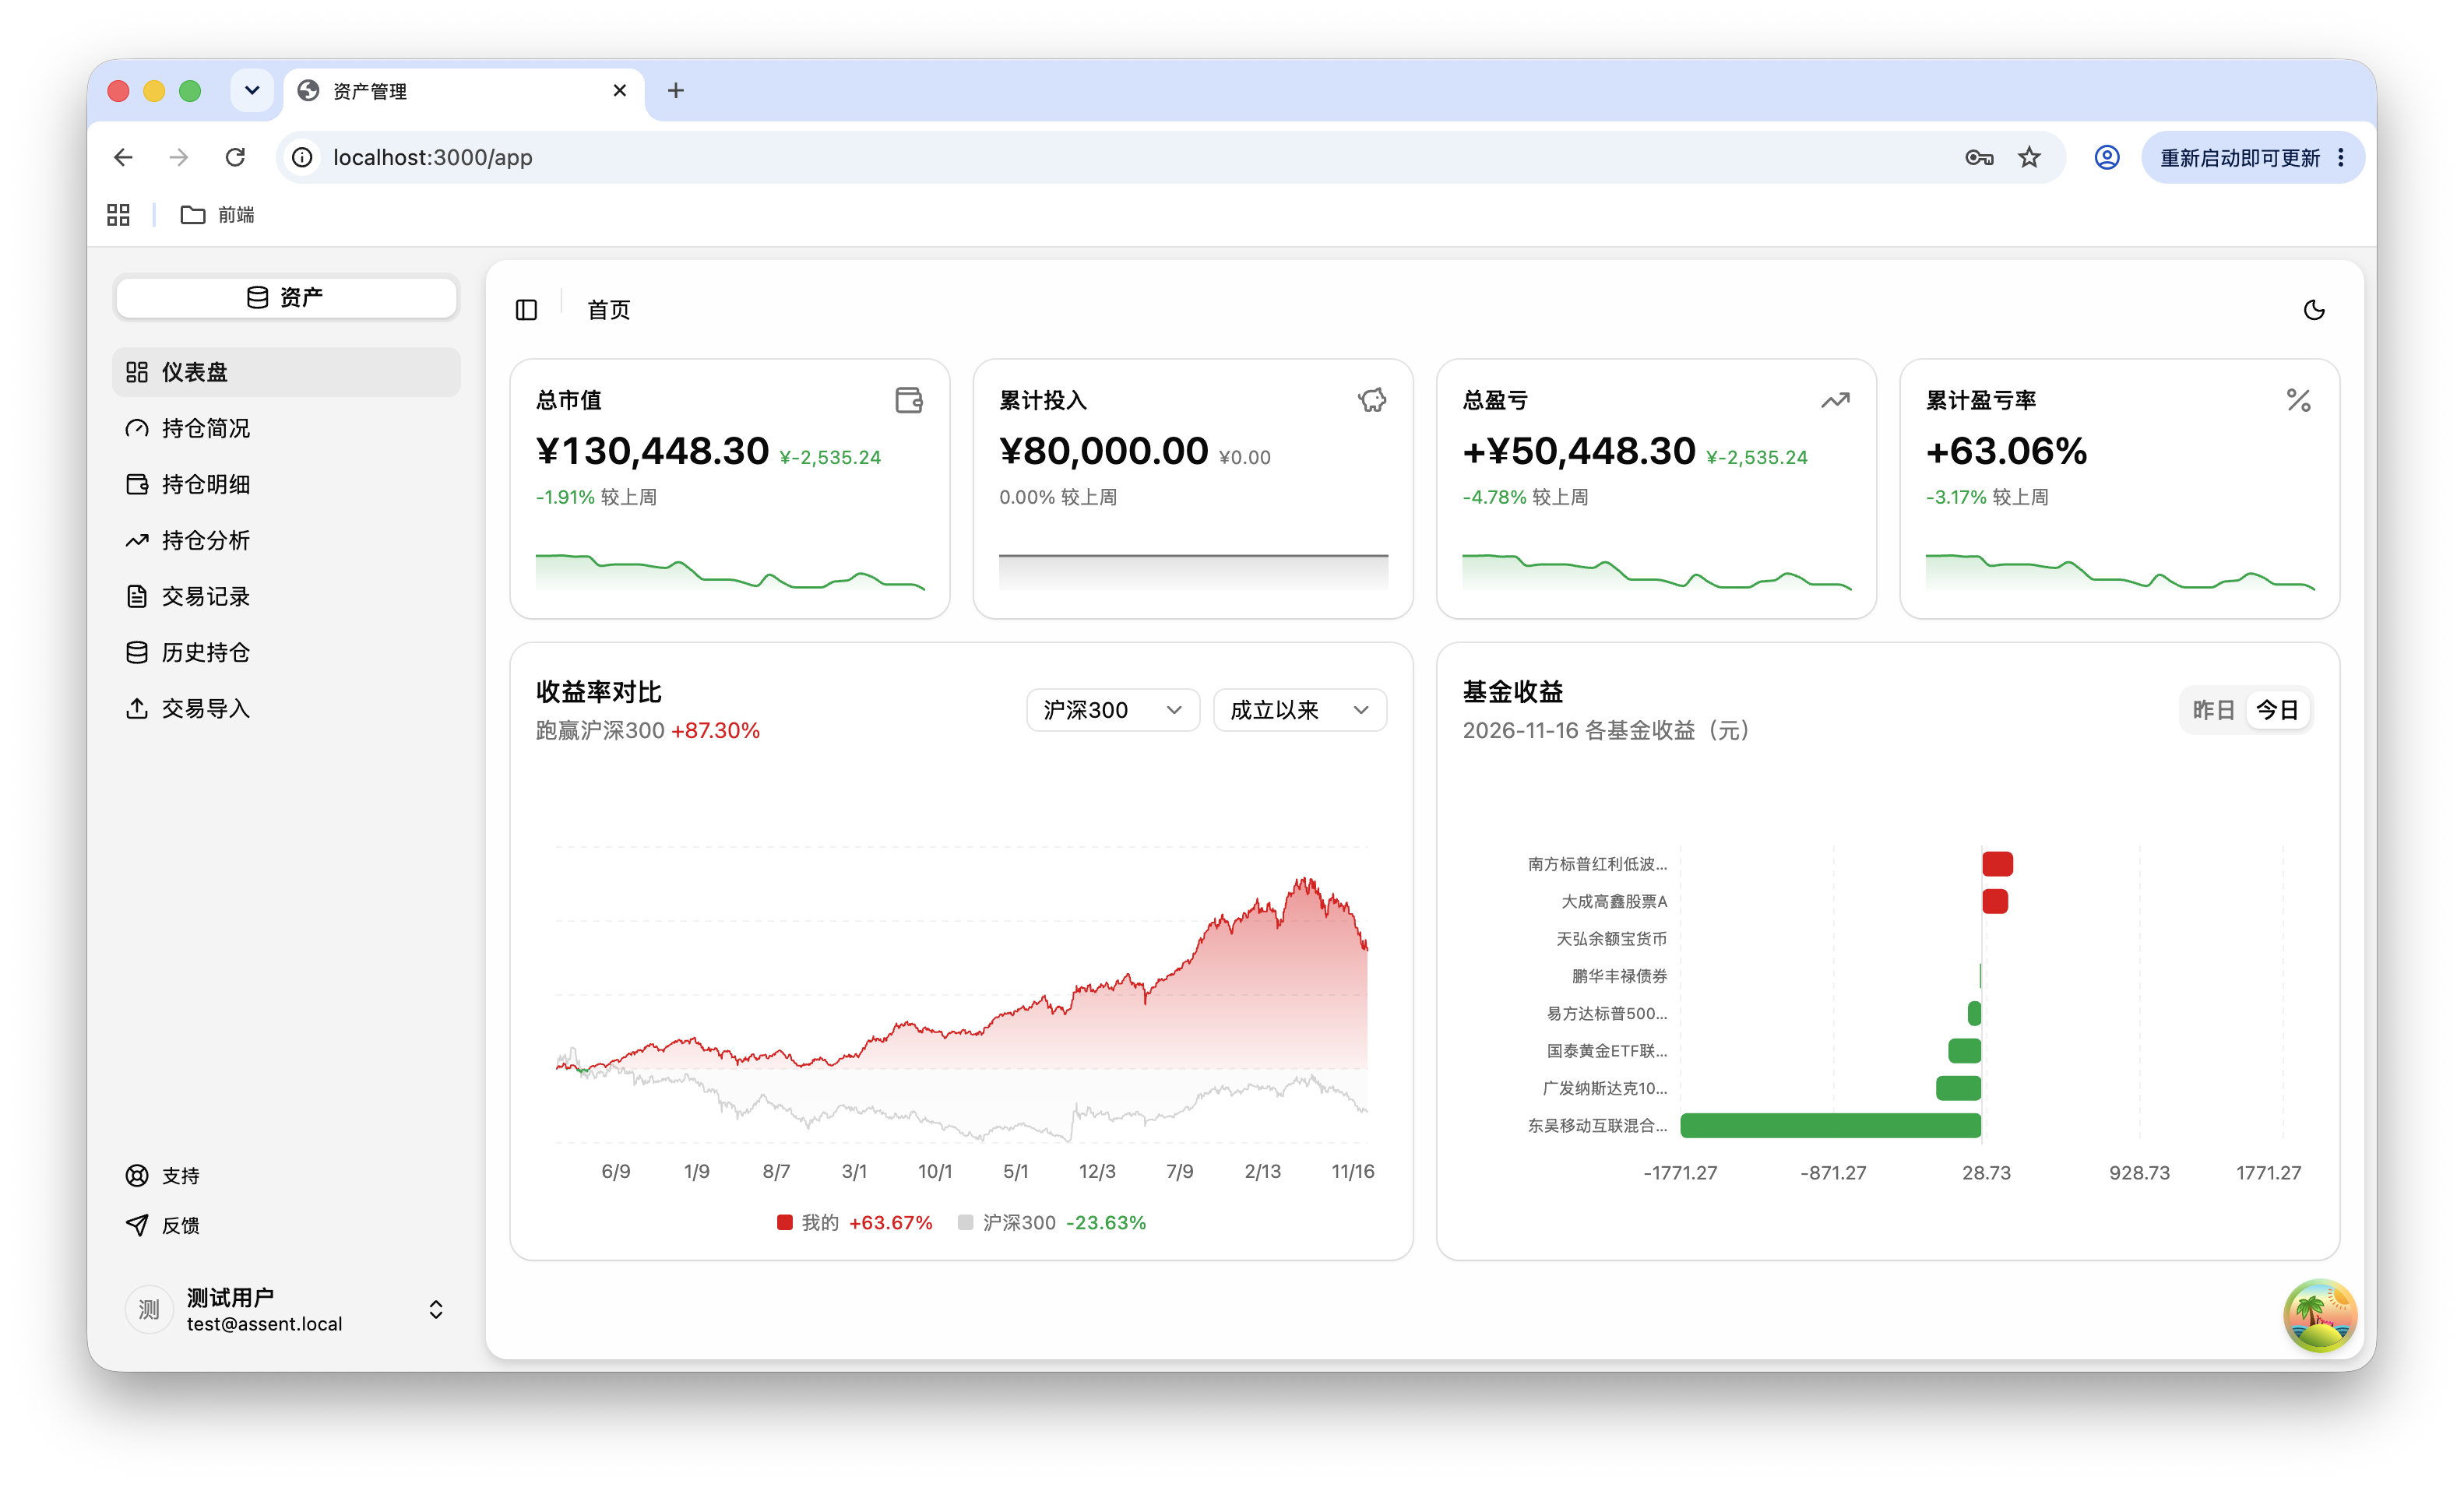 资产管理
localhost:3000/app
重新启动即可更新
前端
资产
仪表盘
持仓简况
持仓明细
持仓分析
交易记录
历史持仓
交易导入
支持
反馈
测
测试用户
test@assent.local
首页
总市值
¥130,448.30 ¥-2,535.24
-1.91% 较上周
累计投入
¥80,000.00 ¥0.00
0.00% 较上周
总盈亏
+¥50,448.30 ¥-2,535.24
-4.78% 较上周
累计盈亏率
+63.06%
-3.17% 较上周
收益率对比
跑赢沪深300 +87.30%
沪深300
成立以来
6/9 1/9 8/7 3/1 10/1 5/1 12/3 7/9 2/13 11/16
我的 +63.67% 沪深300 -23.63%
基金收益
2026-11-16 各基金收益（元）
昨日 今日
南方标普红利低波...
大成高鑫股票A
天弘余额宝货币
鹏华丰禄债券
易方达标普500...
国泰黄金ETF联...
广发纳斯达克10...
东吴移动互联混合...
-1771.27 -871.27 28.73 928.73 1771.27